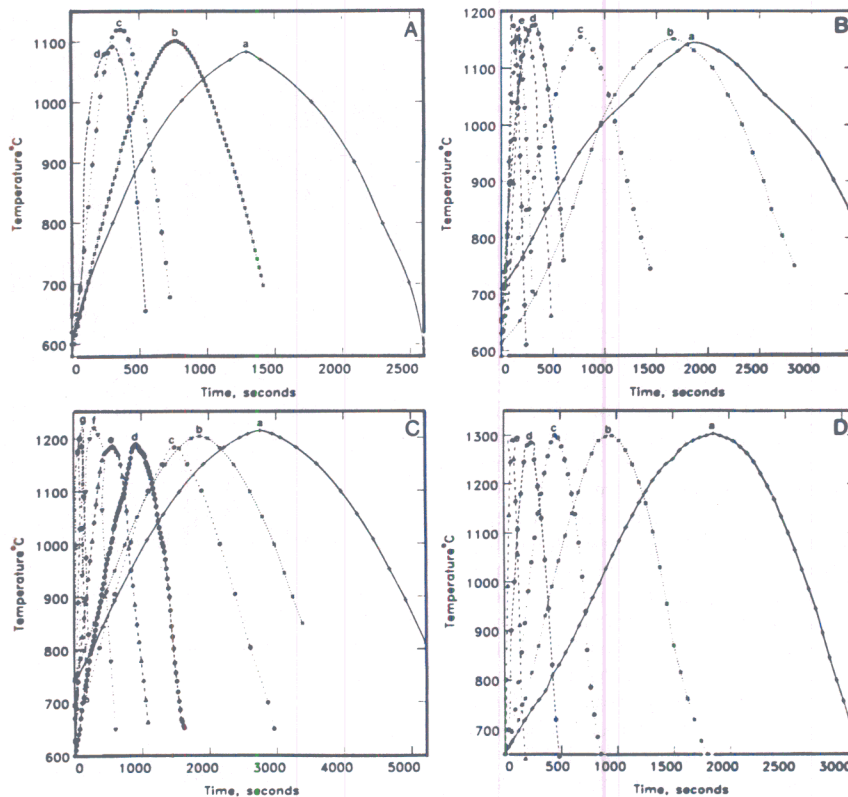 A
1100
1000
900
800
700
600
Temperature°C
a
b
c
d
0 500 1000 1500 2000 2500
Time, seconds
B
1200
1100
1000
900
800
700
600
Temperature°C
a
b
c
d
e
0 500 1000 1500 2000 2500 3000
Time, seconds
C
1200
1100
1000
900
800
700
600
Temperature°C
a
b
c
d
e
f
g
0 1000 2000 3000 4000 5000
Time, seconds
D
1300
1200
1100
1000
900
800
700
Temperature°C
a
b
c
d
0 500 1000 1500 2000 2500 3000
Time, seconds